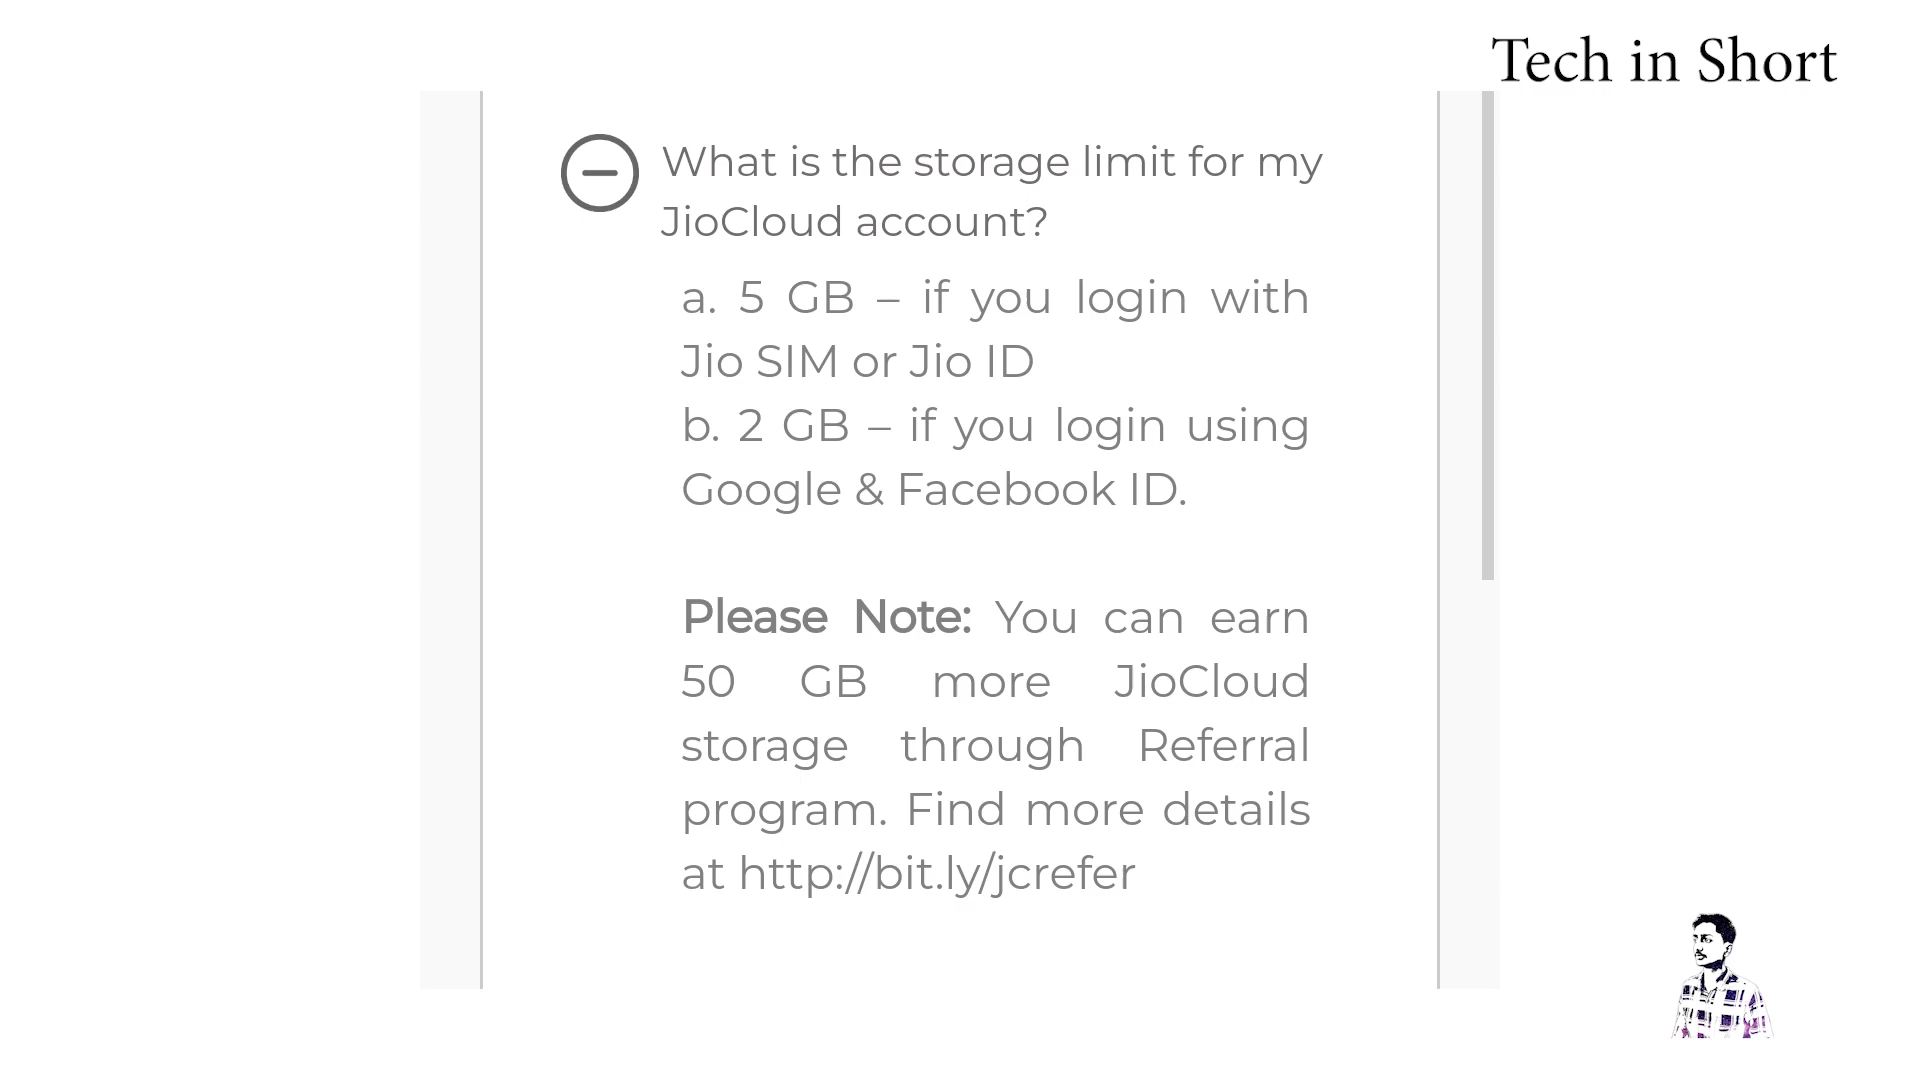 Tech in Short
What is the storage limit for my
JioCloud account?
a. 5 GB – if you login with
Jio SIM or Jio ID
b. 2 GB – if you login using
Google & Facebook ID.
Please Note: You can earn
50 GB more JioCloud
storage through Referral
program. Find more details
at http://bit.ly/jcrefer